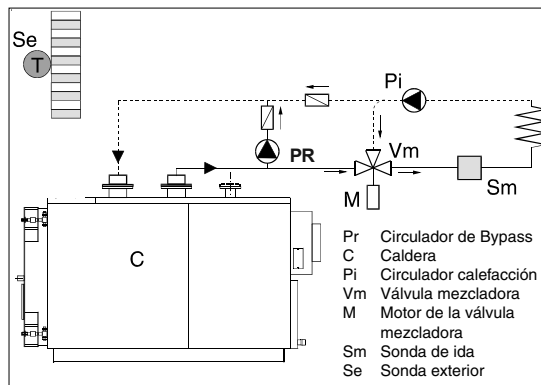 Se
T
Pi
PR
Vm
M
Sm
C
Pr Circulador de Bypass
C Caldera
Pi Circulador calefacción
Vm Válvula mezcladora
M Motor de la válvula
mezcladora
Sm Sonda de ida
Se Sonda exterior